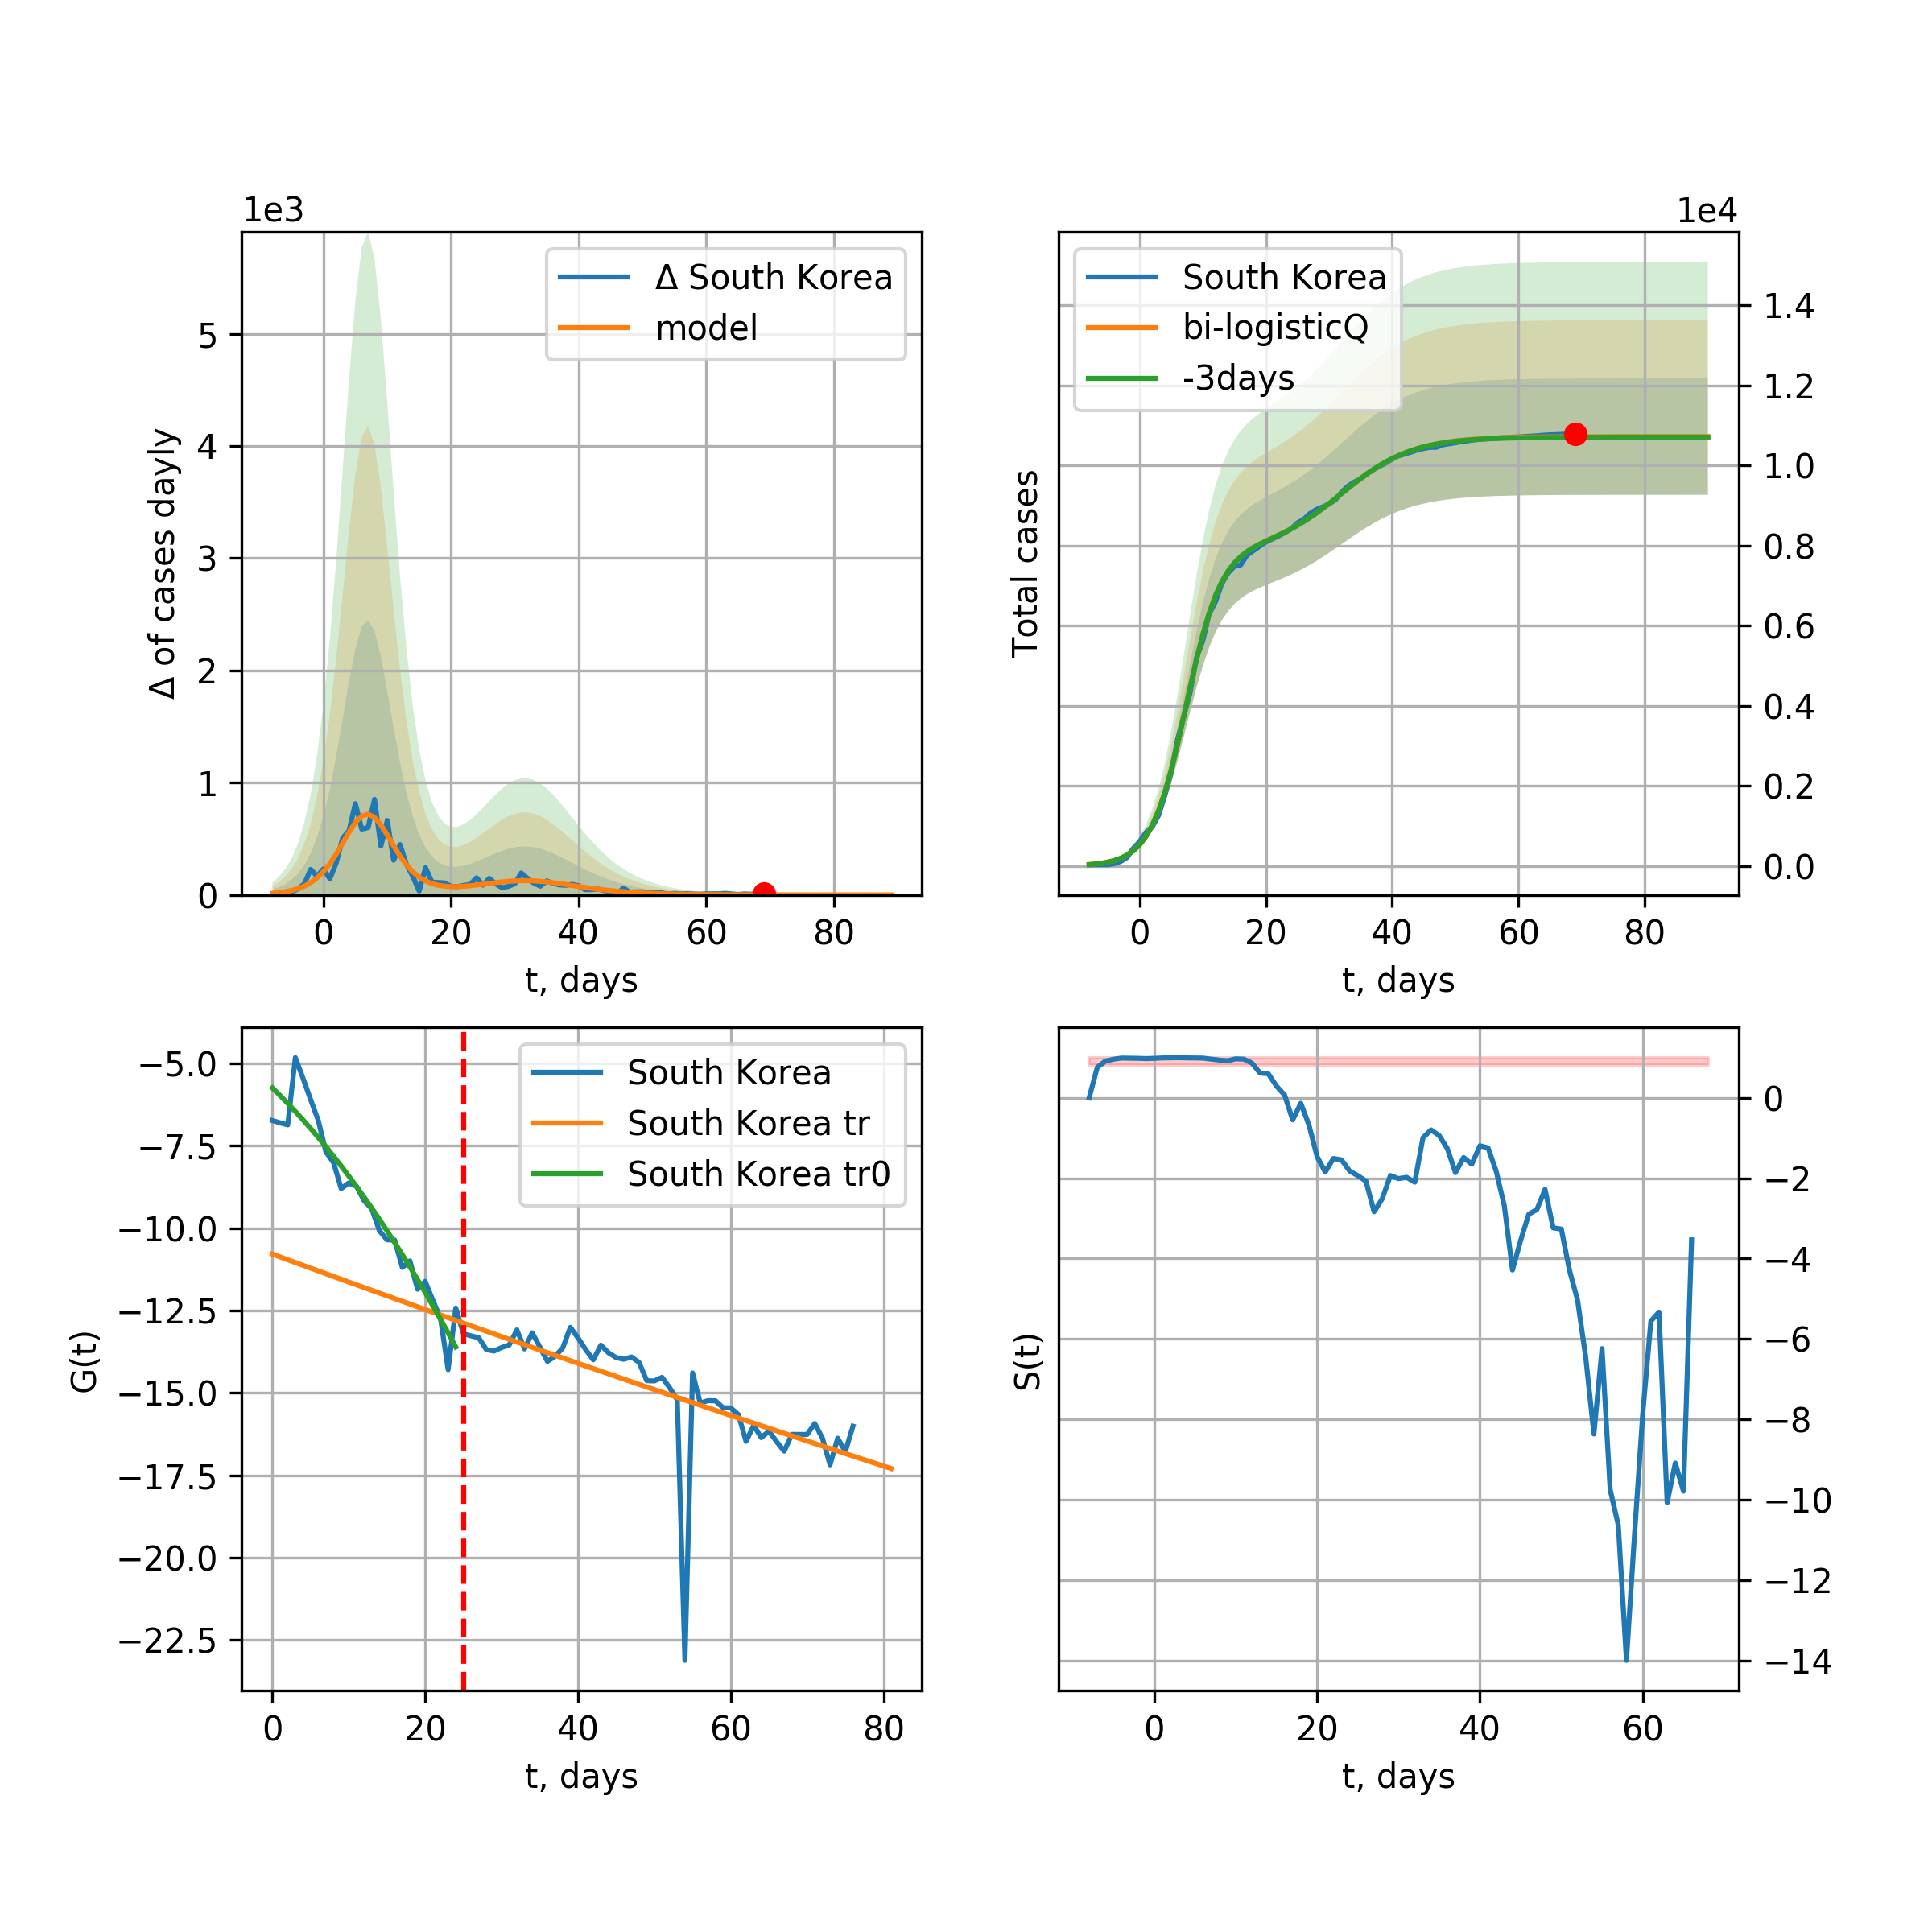 1e3
Δ South Korea
model
5
4
3
2
1
0
Δ of cases dayly
0 20 40 60 80
t, days
1e4
South Korea
bi-logisticQ
-3days
1.4
1.2
1.0
0.8
0.6
0.4
0.2
0.0
Total cases
0 20 40 60 80
t, days
South Korea
South Korea tr
South Korea tr0
−5.0
−7.5
−10.0
−12.5
−15.0
−17.5
−20.0
−22.5
G(t)
0 20 40 60 80
t, days
0
−2
−4
−6
−8
−10
−12
−14
S(t)
0 20 40 60
t, days